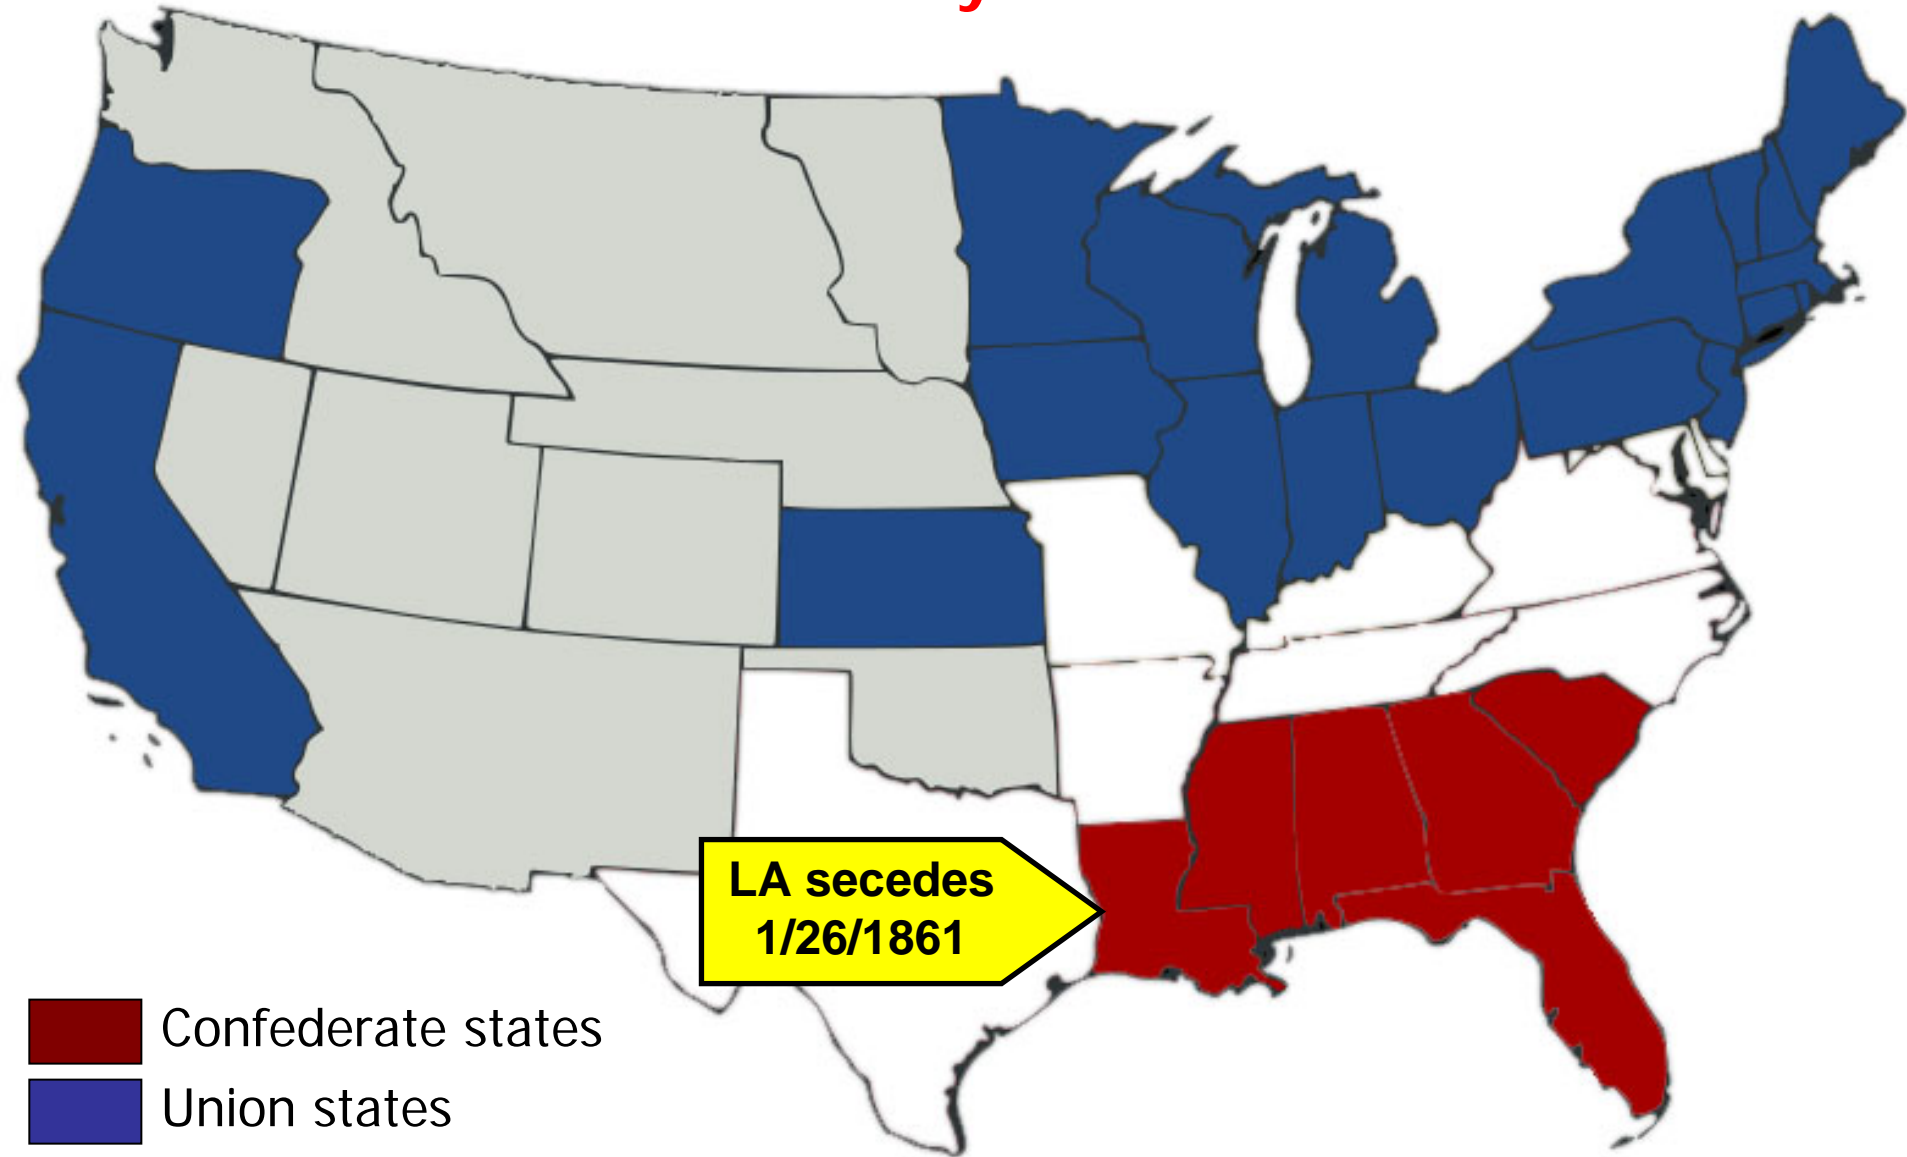 LA secedes
1/26/1861
Confederate states
Union states